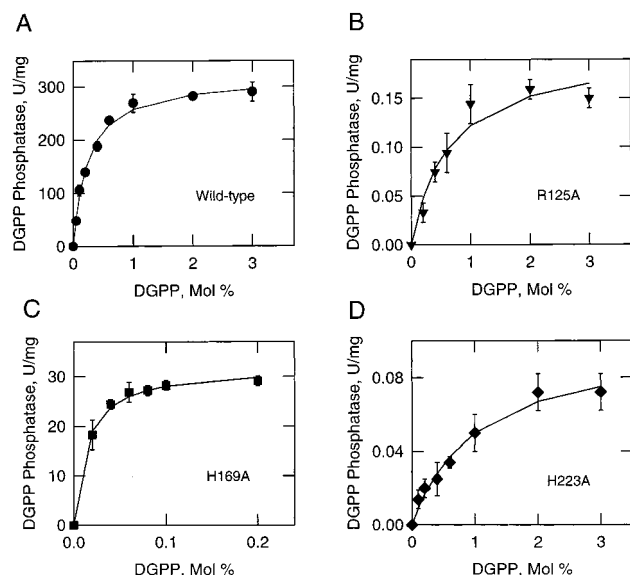 A
DGPP Phosphatase, U/mg
300
200
100
0
Wild-type
0
1
2
3
DGPP, Mol %
B
DGPP Phosphatase, U/mg
0.15
0.10
0.05
0.00
R125A
0
1
2
3
DGPP, Mol %
C
DGPP Phosphatase, U/mg
30
20
10
0
H169A
0.0
0.1
0.2
DGPP, Mol %
D
DGPP Phosphatase, U/mg
0.08
0.04
0.00
H223A
0
1
2
3
DGPP, Mol %